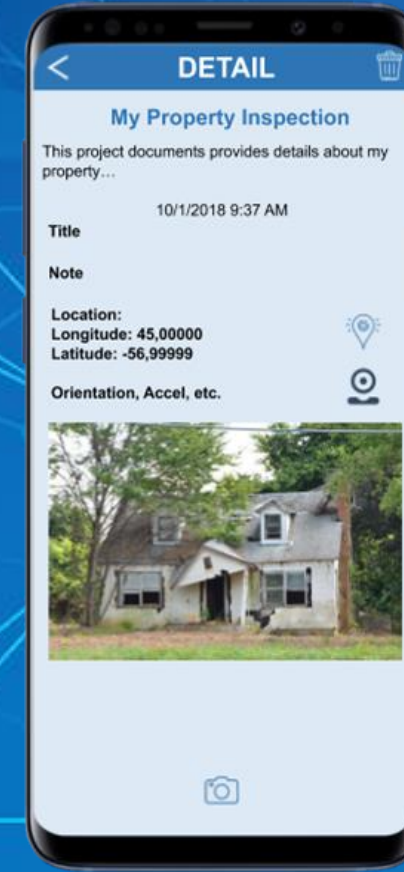 DETAIL
My Property Inspection
This project documents provides details about my
property…
10/1/2018 9:37 AM
Title
Note
Location:
Longitude: 45,00000
Latitude: -56,99999
Orientation, Accel, etc.